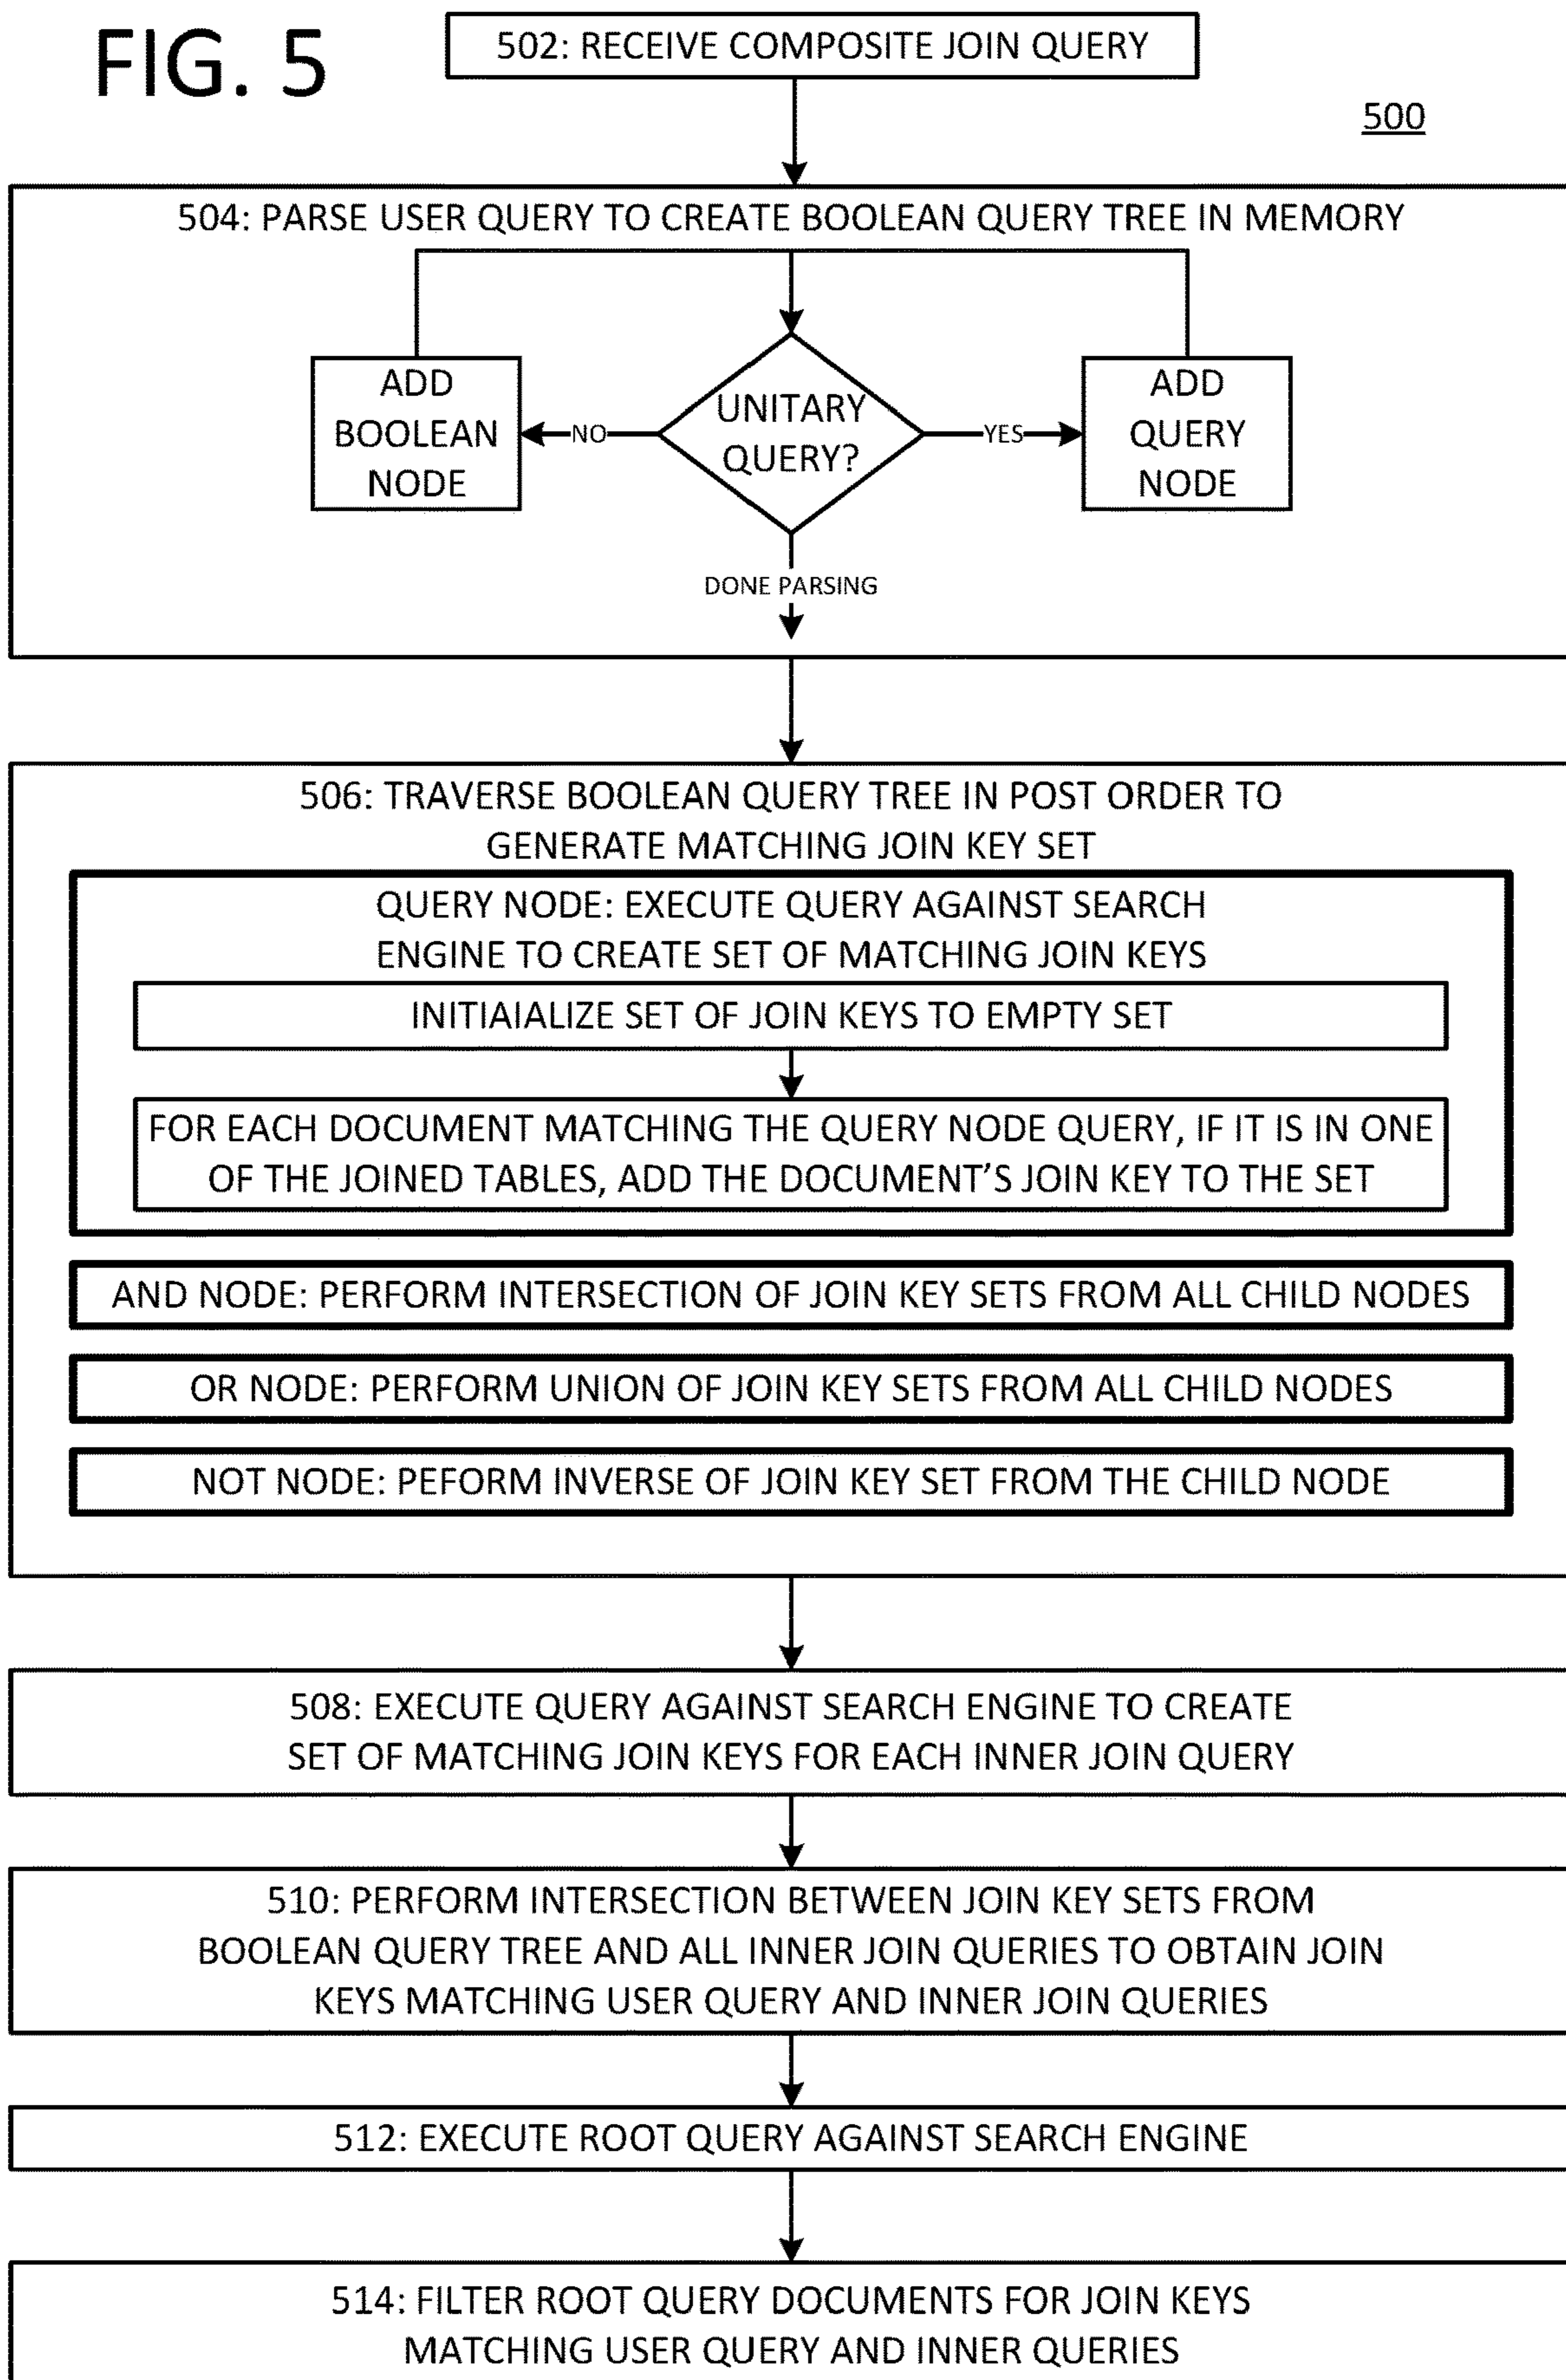 FIG. 5
502: RECEIVE COMPOSITE JOIN QUERY
500
504: PARSE USER QUERY TO CREATE BOOLEAN QUERY TREE IN MEMORY
ADD
BOOLEAN
NODE
NO
UNITARY
QUERY?
YES
ADD
QUERY
NODE
DONE PARSING
506: TRAVERSE BOOLEAN QUERY TREE IN POST ORDER TO
GENERATE MATCHING JOIN KEY SET
QUERY NODE: EXECUTE QUERY AGAINST SEARCH
ENGINE TO CREATE SET OF MATCHING JOIN KEYS
INITIAIALIZE SET OF JOIN KEYS TO EMPTY SET
FOR EACH DOCUMENT MATCHING THE QUERY NODE QUERY, IF IT IS IN ONE
OF THE JOINED TABLES, ADD THE DOCUMENT'S JOIN KEY TO THE SET
AND NODE: PERFORM INTERSECTION OF JOIN KEY SETS FROM ALL CHILD NODES
OR NODE: PERFORM UNION OF JOIN KEY SETS FROM ALL CHILD NODES
NOT NODE: PEFORM INVERSE OF JOIN KEY SET FROM THE CHILD NODE
508: EXECUTE QUERY AGAINST SEARCH ENGINE TO CREATE
SET OF MATCHING JOIN KEYS FOR EACH INNER JOIN QUERY
510: PERFORM INTERSECTION BETWEEN JOIN KEY SETS FROM
BOOLEAN QUERY TREE AND ALL INNER JOIN QUERIES TO OBTAIN JOIN
KEYS MATCHING USER QUERY AND INNER JOIN QUERIES
512: EXECUTE ROOT QUERY AGAINST SEARCH ENGINE
514: FILTER ROOT QUERY DOCUMENTS FOR JOIN KEYS
MATCHING USER QUERY AND INNER QUERIES